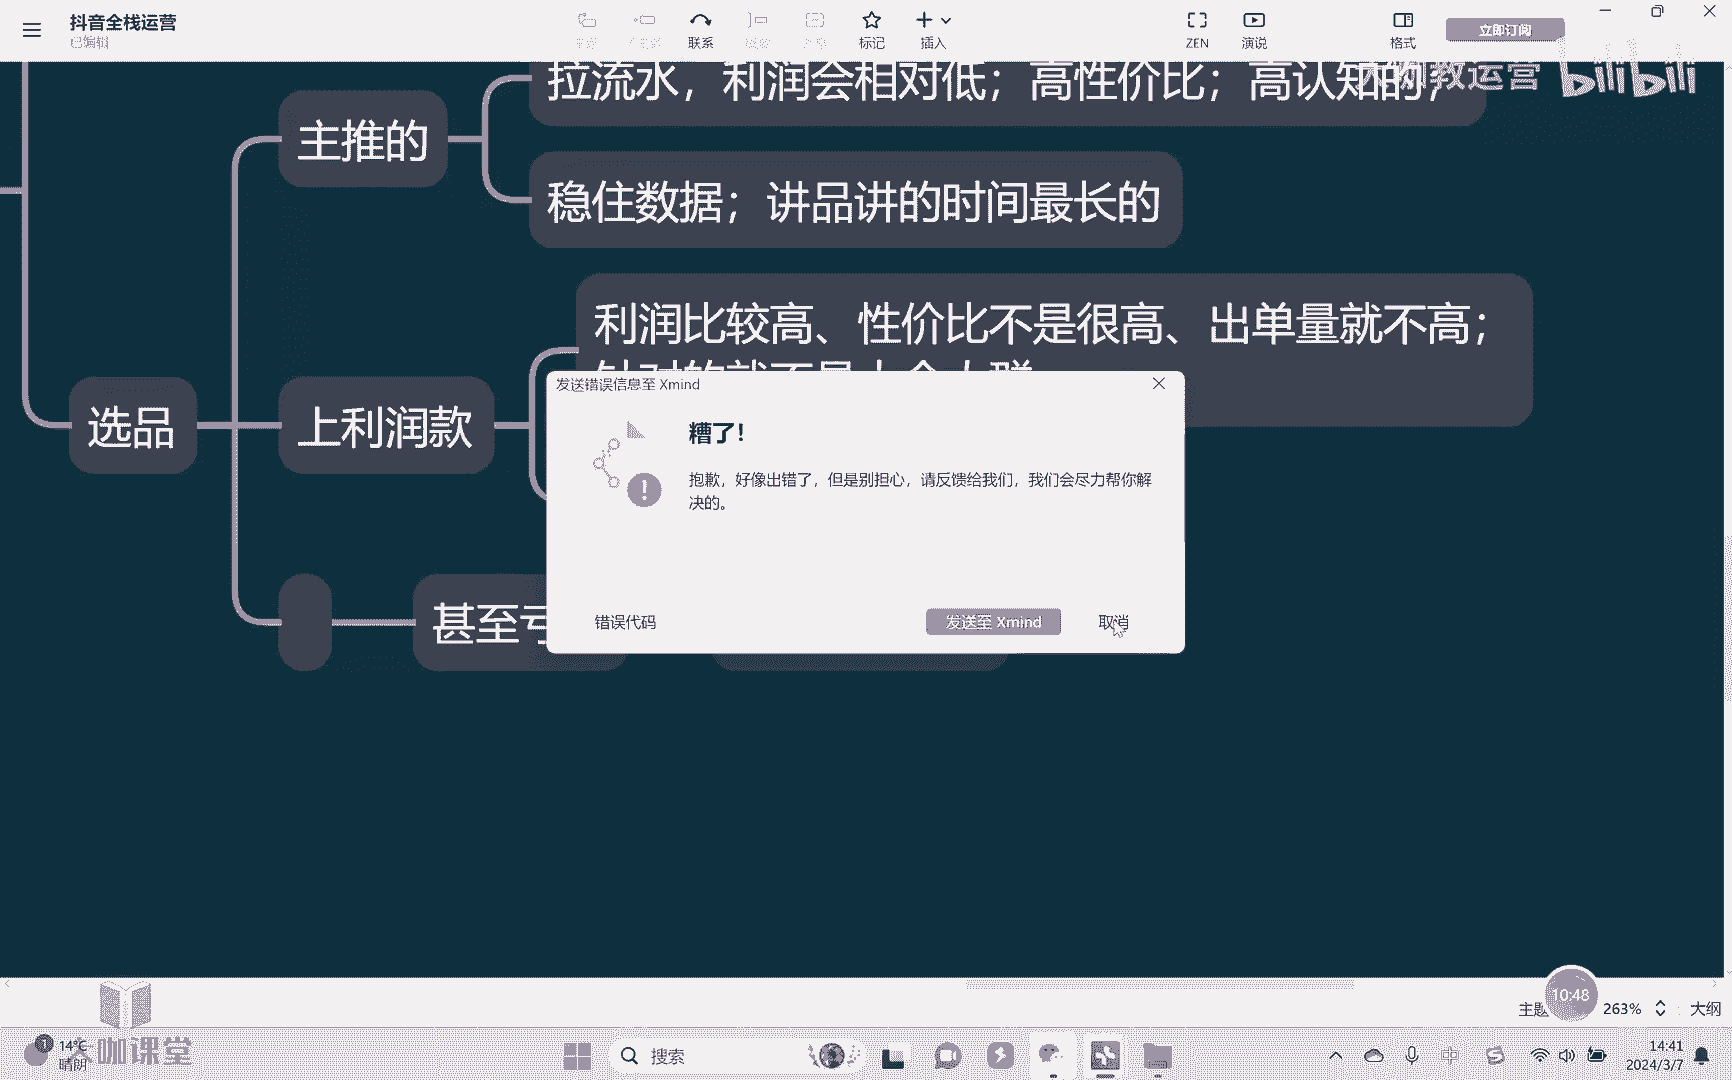 抖音全栈运营
已编辑
联系
标记
插入
ZEN
演说
格式
立即订阅
教运营
bilibili
拉流水，利润会相对低；高性价比；高认知的，
主推的
稳住数据；讲品讲的时间最长的
利润比较高、性价比不是很高、出单量就不高；
选品
上利润款
发送错误信息至 Xmind
糟了！
抱歉，好像出错了，但是别担心，请反馈给我们，我们会尽力帮你解
决的。
错误代码
发送至 Xmind
取消
甚至亏
主题
10:48
263%
大纲
1
14°C
晴朗
大咖课堂
搜索
中
14:41
2024/3/7